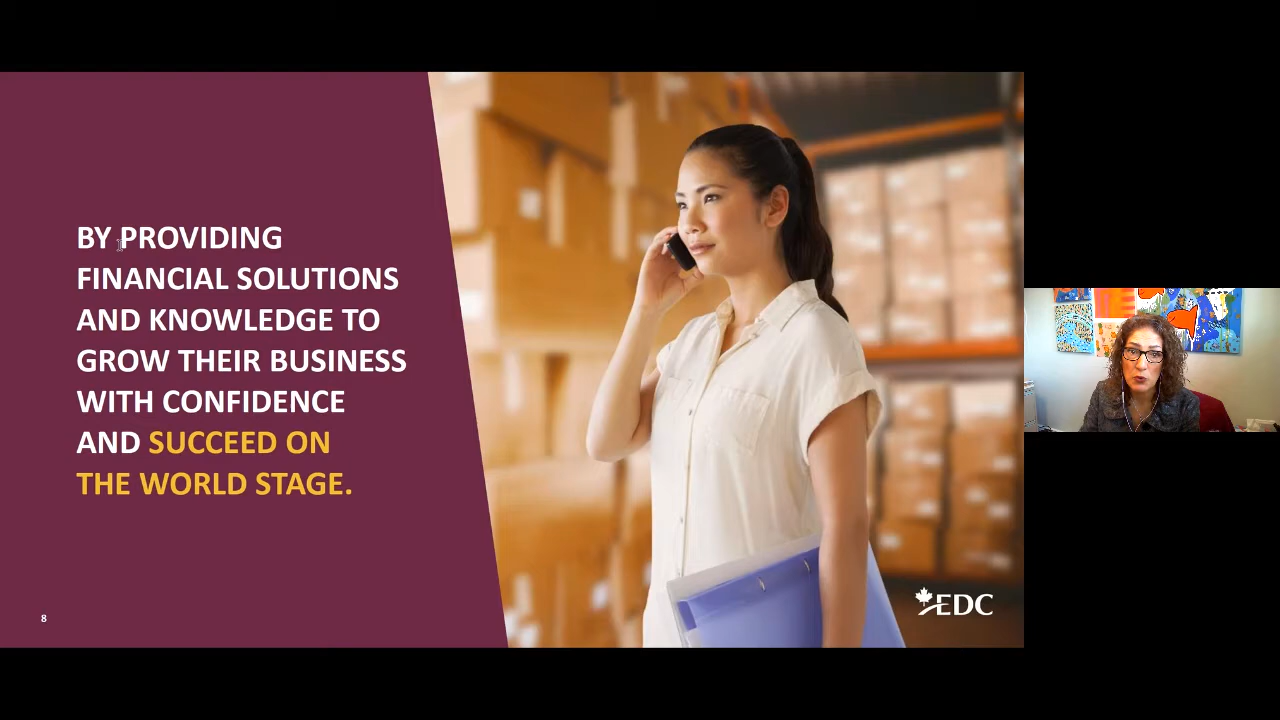 BY PROVIDING
FINANCIAL SOLUTIONS
AND KNOWLEDGE TO
GROW THEIR BUSINESS
WITH CONFIDENCE
AND SUCCEED ON
THE WORLD STAGE.
8
EDC